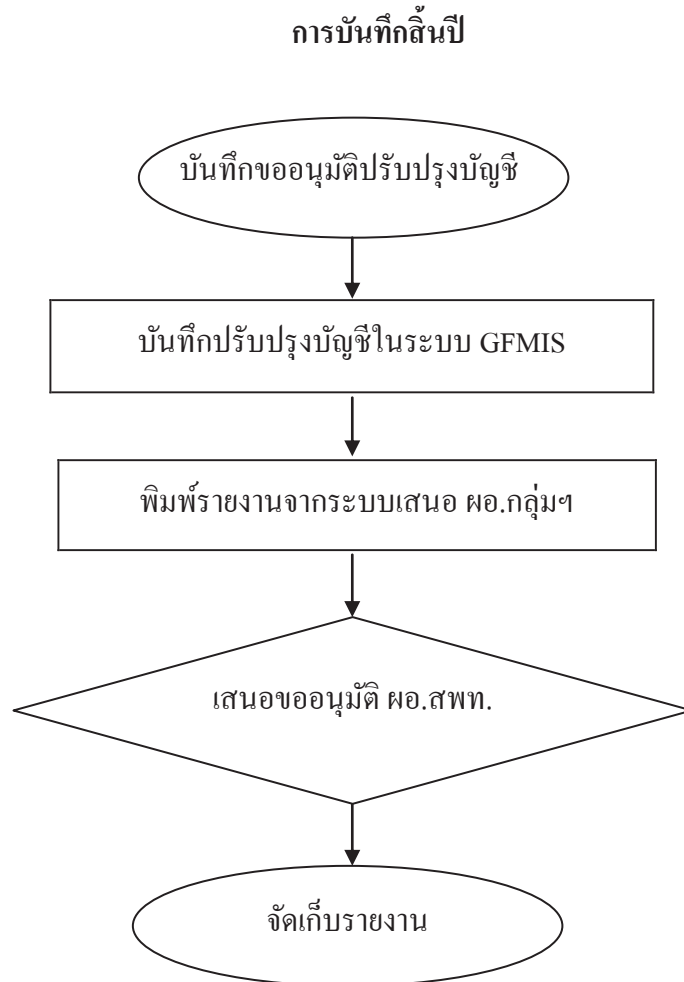 การบันทึกสิ้นปี
บันทึกขออนุมัติปรับปรุงบัญชี
บันทึกปรับปรุงบัญชีในระบบ GFMIS
พิมพ์รายงานจากระบบเสนอ ผอ.กลุ่มฯ
เสนอขออนุมัติ ผอ.สพท.
จัดเก็บรายงาน